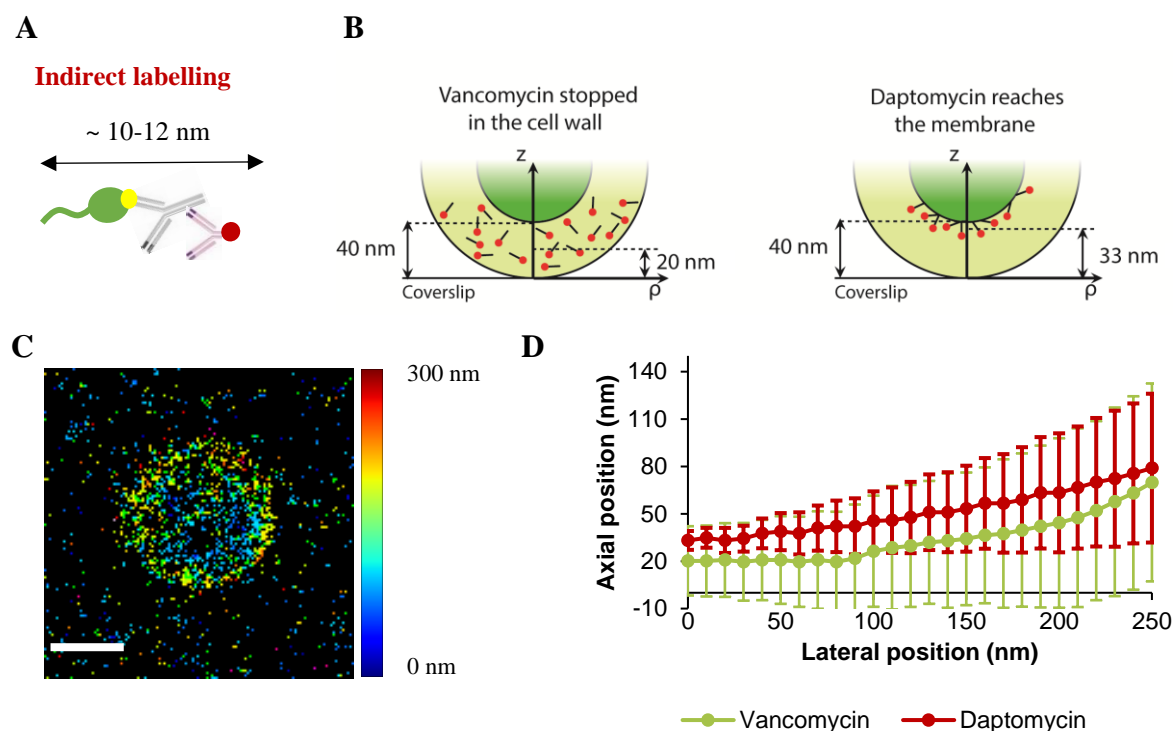 A
Indirect labelling
~ 10-12 nm
B
Vancomycin stopped
in the cell wall
z
40 nm
20 nm
Coverslip
ρ
Daptomycin reaches
the membrane
z
40 nm
33 nm
Coverslip
ρ
C
300 nm
0 nm
D
Axial position (nm)
140
110
80
50
20
-10
0
50
100
150
200
250
Lateral position (nm)
Vancomycin
Daptomycin